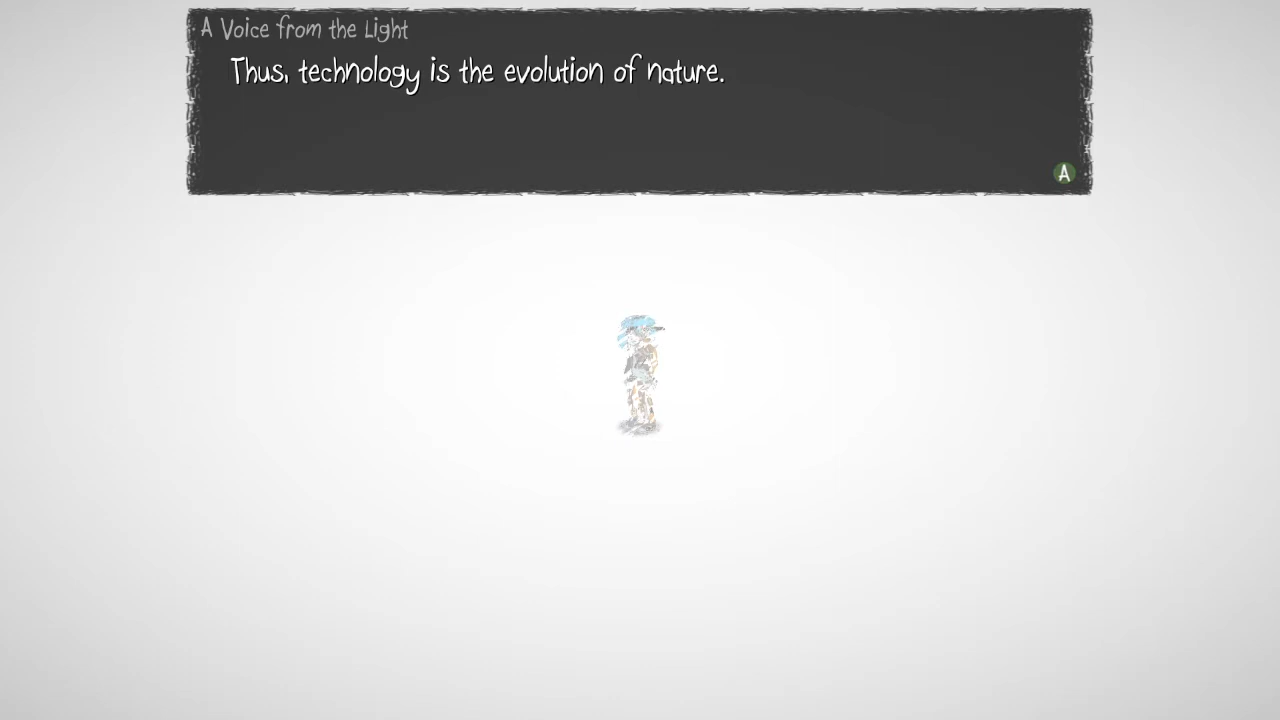 A Voice from the Light
Thus, technology is the evolution of nature.
A